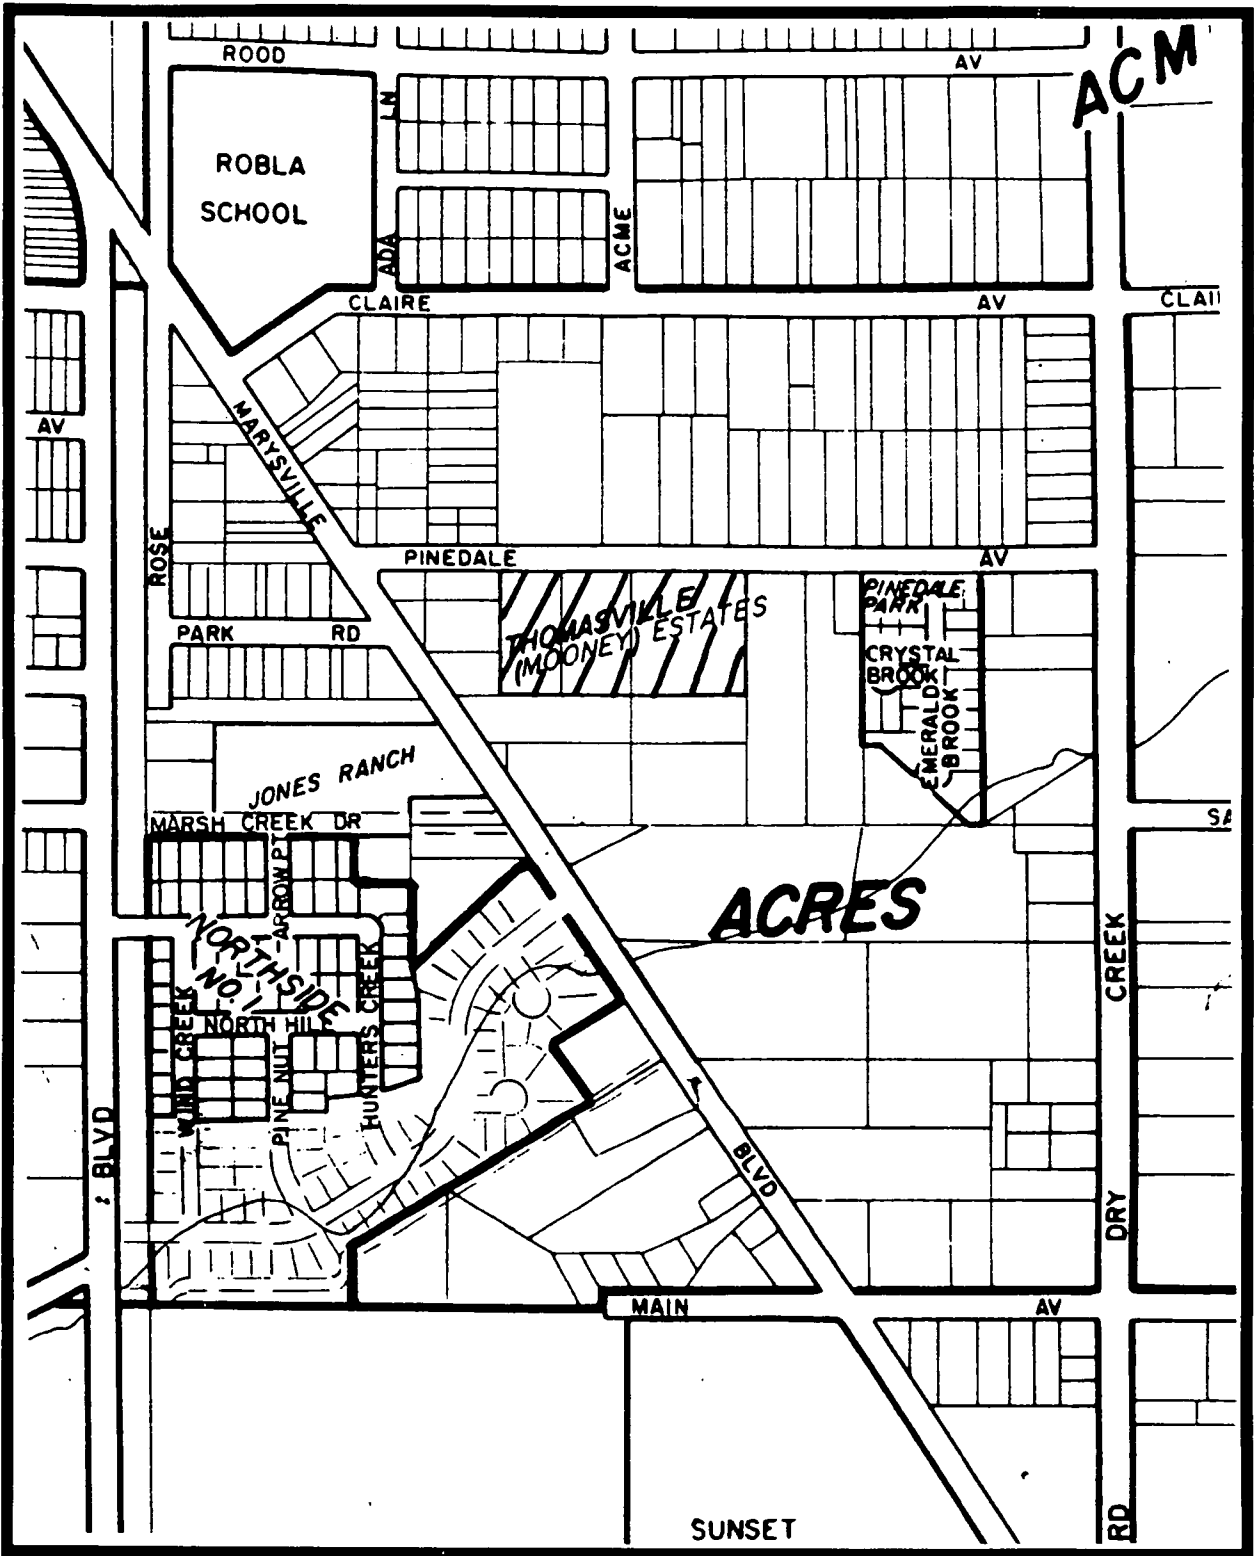 ROOD
AV
ACM
LN
ROBLA
SCHOOL
ADA
ACME
CLAIRE
AV
CLAI
MARYSVILLE
AV
ROSE
PINEDALE
AV
PINEDALE
PARK
THOMASVILLE
(MOONEY) ESTATES
PARK RD
CRYSTAL
BROOK
EMERALD
BROOK
JONES RANCH
MARSH CREEK DR
SA
ARROW PT
ACRES
NORTHSIDE
NO. 1
CREEK
WIND CREEK
NORTH HILL
PINE NUT
HUNTERS CREEK
BLVD
BLVD
DRY
MAIN
AV
SUNSET
RD